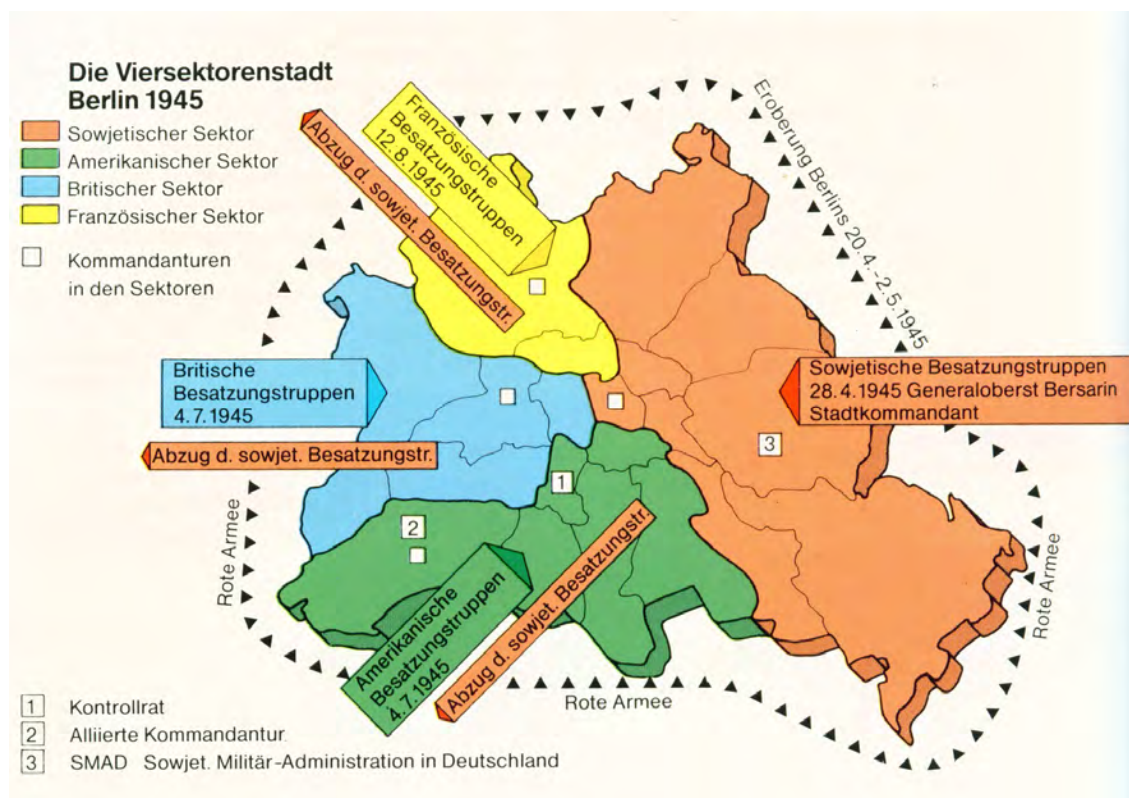 Die Viersektorenstadt
Berlin 1945
Sowjetischer Sektor
Amerikanischer Sektor
Britischer Sektor
Französischer Sektor
Kommandanturen
in den Sektoren
Abzug d. sowjet. Besatzungstr.
Französische
Besatzungstruppen
12.8.1945
Eroberung Berlins 20.4.-2.5.1945
Britische
Besatzungstruppen
4.7.1945
Abzug d. sowjet. Besatzungstr.
Sowjetische Besatzungstruppen
28.4.1945 Generaloberst Bersarin
Stadtkommandant
3
1
2
Rote Armee
Amerikanische
Besatzungstruppen
4.7.1945
Abzug d. sowjet. Besatzungstr.
Rote Armee
Rote Armee
1 Kontrollrat
2 Alliierte Kommandantur
3 SMAD Sowjet. Militär-Administration in Deutschland